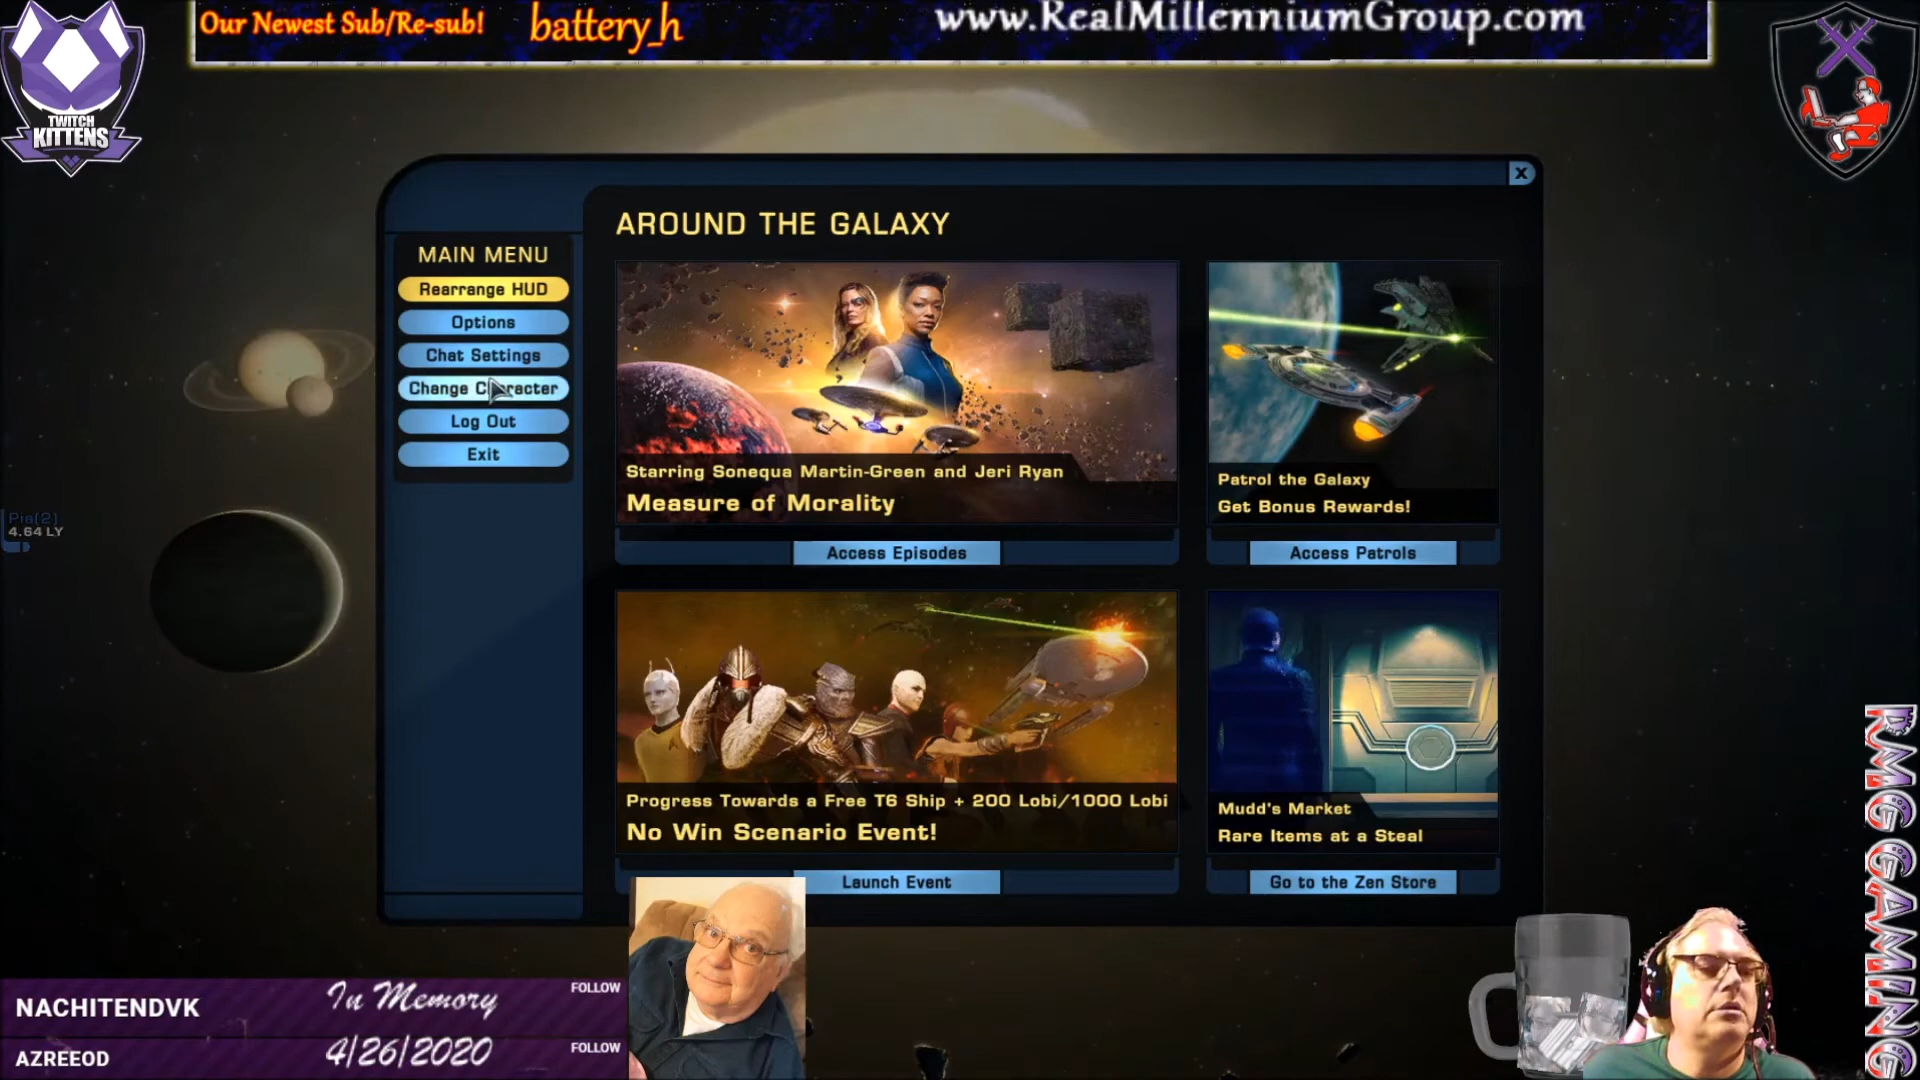 Our Newest Sub/Re-sub! battery_h www.RealMillenniumGroup.com
TWITCH
KITTENS
x
AROUND THE GALAXY
MAIN MENU
Rearrange HUD
Options
Chat Settings
Change Character
Log Out
Exit
Starring Sonequa Martin-Green and Jeri Ryan
Measure of Morality
Access Episodes
Patrol the Galaxy
Get Bonus Rewards!
Access Patrols
Pia(2)
4.64 LY
Progress Towards a Free T6 Ship + 200 Lobi/1000 Lobi
No Win Scenario Event!
Launch Event
Mudd's Market
Rare Items at a Steal
Go to the Zen Store
NACHITENDVK
FOLLOW
AZREEOD
FOLLOW
In Memory
4/26/2020
RMG GAMING